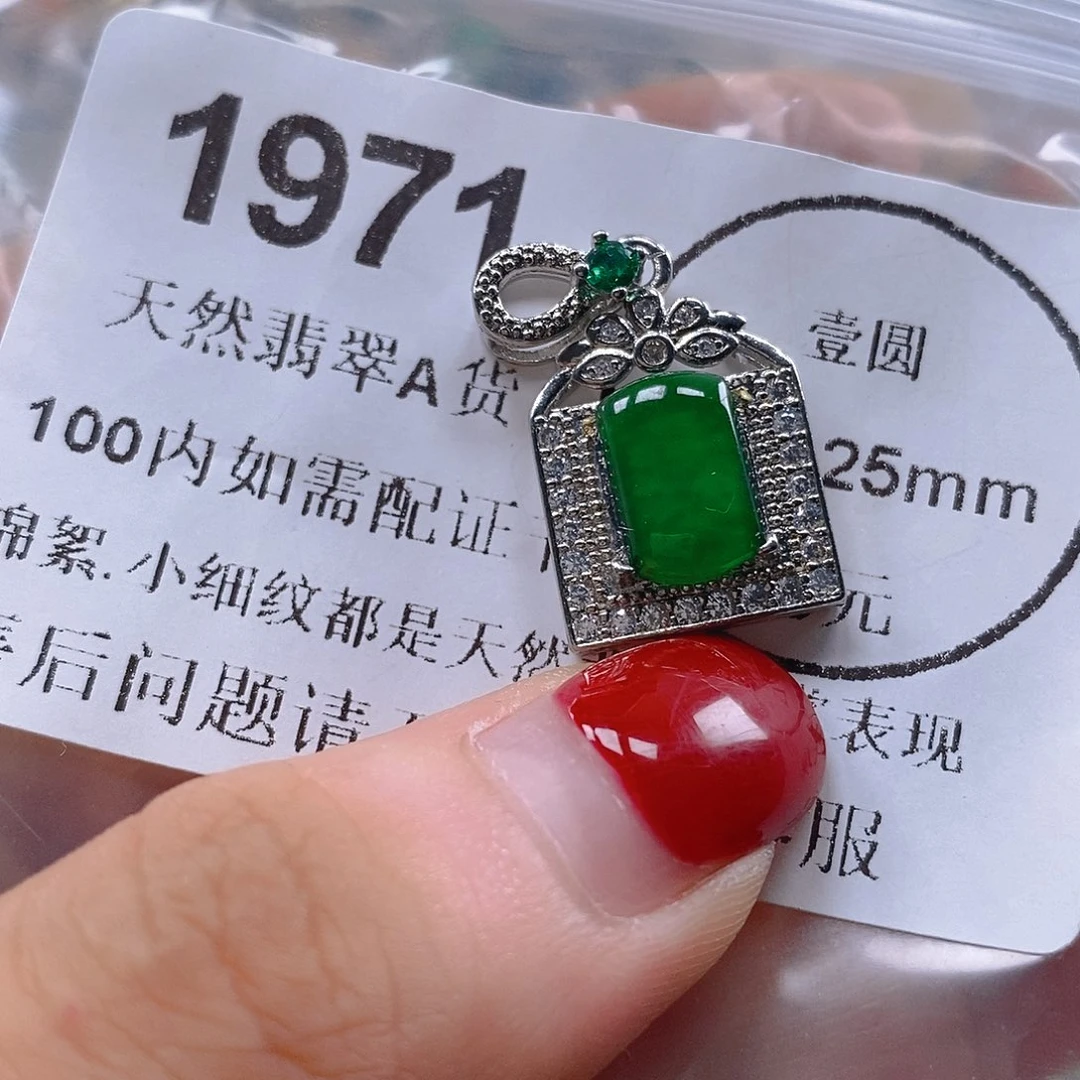 1971
天然翡翠A货
100内如需配证
棉絮.小细纹都是天然
后问题请
壹圆
25mm
元
表现
服